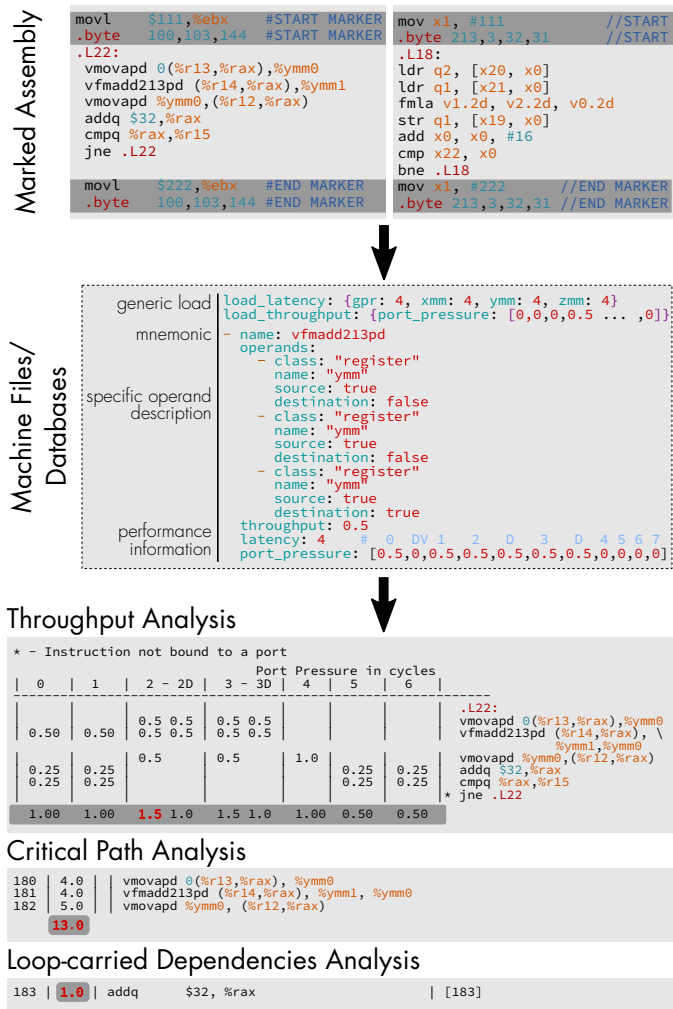 Marked Assembly
movl $111,%ebx #START MARKER
.byte 100,103,144 #START MARKER
.L22:
vmovapd 0(%r13,%rax),%ymm0
vfmadd213pd (%r14,%rax),%ymm1
vmovapd %ymm0,(%r12,%rax)
addq $32,%rax
cmpq %rax,%r15
jne .L22
movl $222,%ebx #END MARKER
.byte 100,103,144 #END MARKER
mov x1, #111 //START
.byte 213,3,32,31 //START
.L18:
ldr q2, [x20, x0]
ldr q1, [x21, x0]
fmla v1.2d, v2.2d, v0.2d
str q1, [x19, x0]
add x0, x0, #16
cmp x22, x0
bne .L18
mov x1, #222 //END MARKER
.byte 213,3,32,31 //END MARKER
Machine Files/
Databases
generic load load_latency: {gpr: 4, xmm: 4, ymm: 4, zmm: 4}
load_throughput: {port_pressure: [0,0,0,0.5 ... ,0]}
mnemonic - name: vfmadd213pd
operands:
- class: "register"
name: "ymm"
specific operand source: true
description destination: false
- class: "register"
name: "ymm"
source: true
destination: false
- class: "register"
name: "ymm"
source: true
destination: true
performance throughput: 0.5
information latency: 4 # 0 DV 1 2 D 3 D 4 5 6 7
port_pressure: [0.5,0,0.5,0.5,0.5,0.5,0.5,0,0,0,0]
Throughput Analysis
* - Instruction not bound to a port
Port Pressure in cycles
| 0 | 1 | 2 - 2D | 3 - 3D | 4 | 5 | 6 |
-----------------------------------------------------------------
| | | | | | | | .L22:
| | | 0.5 0.5 | 0.5 0.5 | | | | vmovapd 0(%r13,%rax),%ymm0
| 0.50 | 0.50 | 0.5 0.5 | 0.5 0.5 | | | | vfmadd213pd (%r14,%rax), \
%ymm1,%ymm0
| | | 0.5 | 0.5 | 1.0 | | | vmovapd %ymm0,(%r12,%rax)
| 0.25 | 0.25 | | | | 0.25 | 0.25 | addq $32,%rax
| 0.25 | 0.25 | | | | 0.25 | 0.25 | cmpq %rax,%r15
| | | | | | | |* jne .L22
1.00 1.00 1.5 1.0 1.5 1.0 1.00 0.50 0.50
Critical Path Analysis
180 | 4.0 | | vmovapd 0(%r13,%rax), %ymm0
181 | 4.0 | | vfmadd213pd (%r14,%rax), %ymm1, %ymm0
182 | 5.0 | | vmovapd %ymm0, (%r12,%rax)
13.0
Loop-carried Dependencies Analysis
183 | 1.0 | addq $32, %rax | [183]